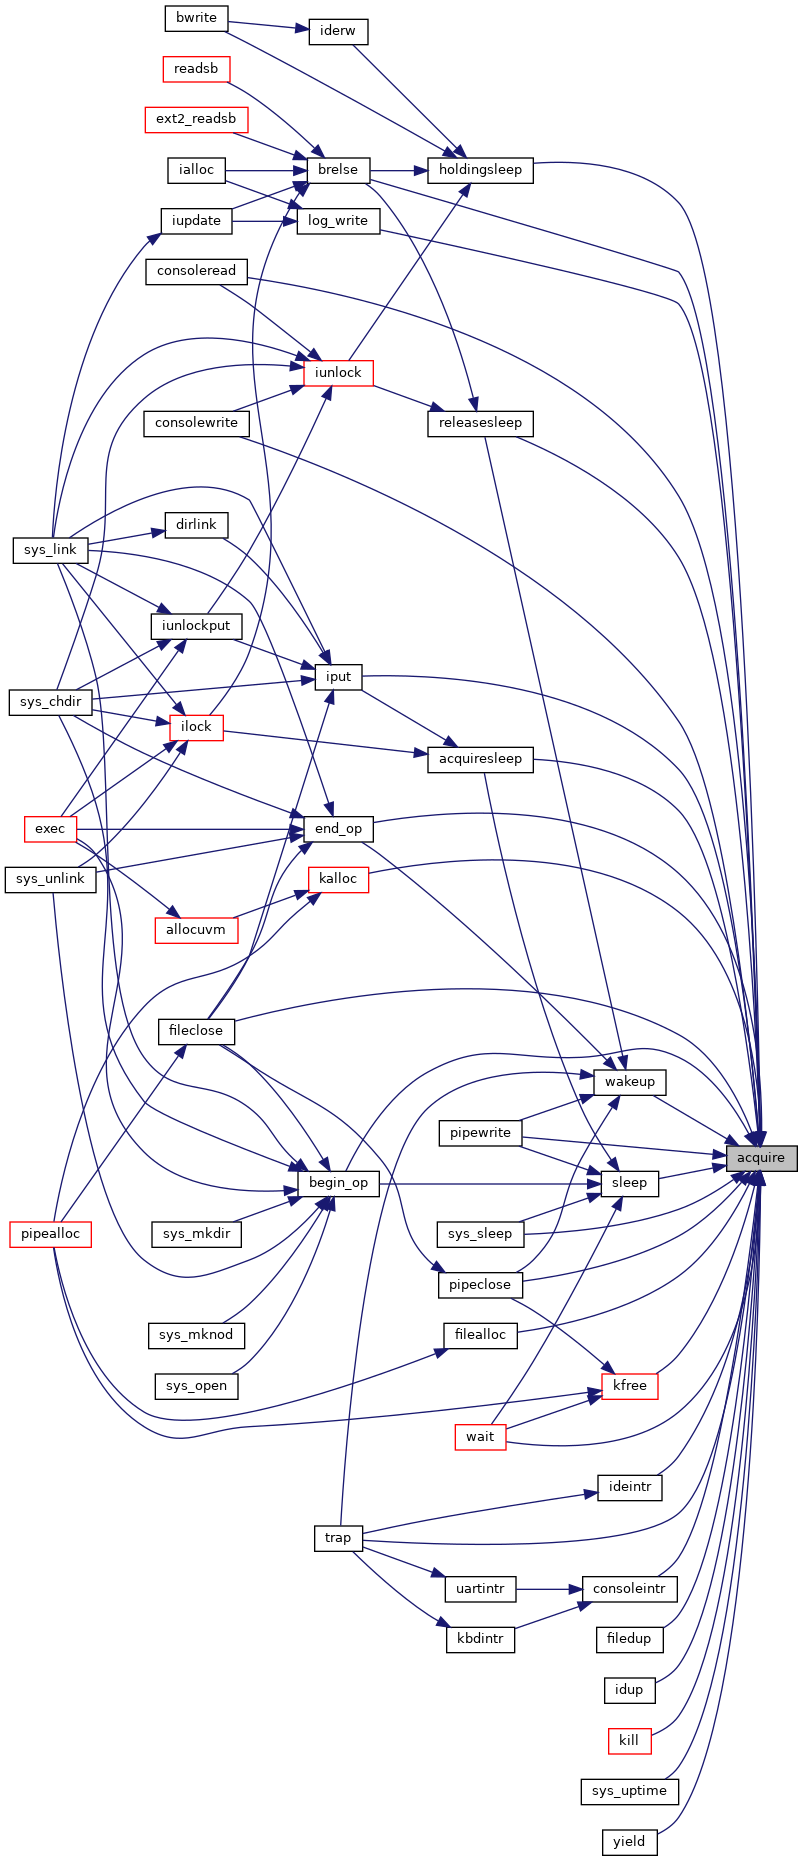 bwrite
iderw
readsb
ext2_readsb
ialloc
brelse
holdingsleep
iupdate
log_write
consoleread
iunlock
consolewrite
releasesleep
dirlink
sys_link
iunlockput
iput
sys_chdir
ilock
acquiresleep
exec
end_op
sys_unlink
kalloc
allocuvm
fileclose
wakeup
pipewrite
acquire
begin_op
sleep
pipealloc
sys_mkdir
sys_sleep
pipeclose
sys_mknod
filealloc
sys_open
kfree
wait
ideintr
trap
uartintr
consoleintr
kbdintr
filedup
idup
kill
sys_uptime
yield